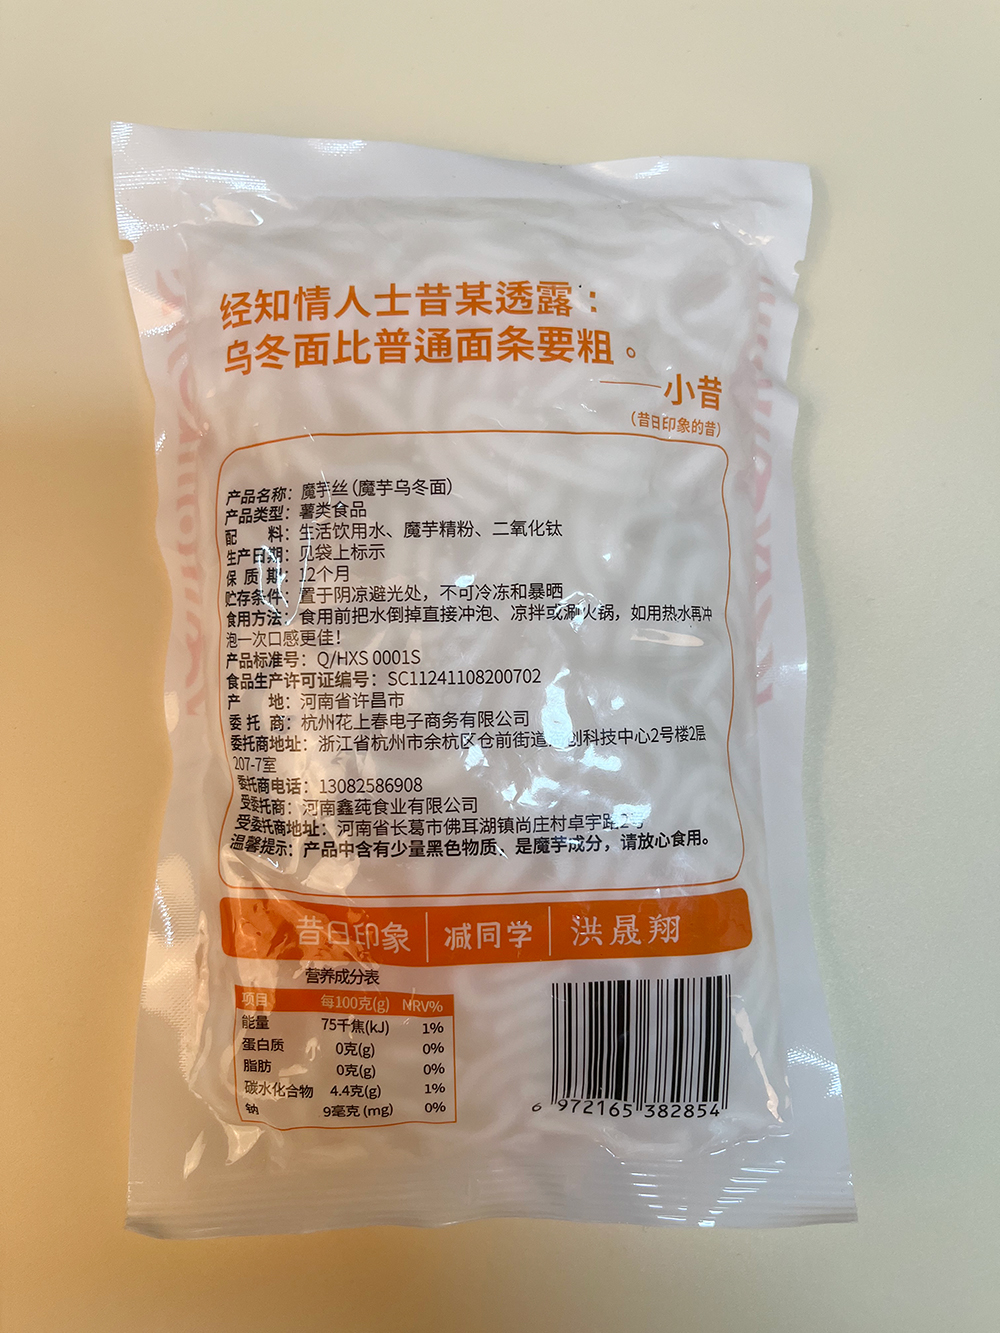 经知情人士昔某透露：
乌冬面比普通面条要粗。
——小昔
（昔日印象的昔）
产品名称：魔芋丝（魔芋乌冬面）
产品类型：薯类食品
配 料：生活饮用水、魔芋精粉、二氧化钛
生产日期：见袋上标示
保 质 期：12个月
贮存条件：置于阴凉避光处，不可冷冻和暴晒
食用方法：食用前把水倒掉直接冲泡、凉拌或涮火锅，如用热水再冲
泡一次口感更佳！
产品标准号：Q/HXS 0001S
食品生产许可证编号：SC11241108200702
产 地：河南省许昌市
委 托 商：杭州花上春电子商务有限公司
委托商地址：浙江省杭州市余杭区仓前街道 创科技中心2号楼2层
207-7室
委托商电话：13082586908
受委托商：河南鑫莼食业有限公司
受委托商地址：河南省长葛市佛耳湖镇尚庄村卓宇路2号
温馨提示：产品中含有少量黑色物质、是魔芋成分，请放心食用。
昔日印象 | 减同学 | 洪晟翔
营养成分表
项目 每100克(g) NRV%
能量 75千焦(kJ) 1%
蛋白质 0克(g) 0%
脂肪 0克(g) 0%
碳水化合物 4.4克(g) 1%
钠 9毫克 (mg) 0%
6 972165 382854